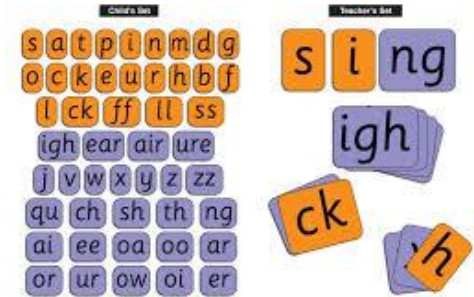 Child's Set
s a t p i n m d g
o c k e u r h b f
l ck ff ll ss
igh ear air ure
j v w x y z zz
qu ch sh th ng
ai ee oa oo ar
or ur ow oi er
Teacher's Set
s i ng
igh
ck
h